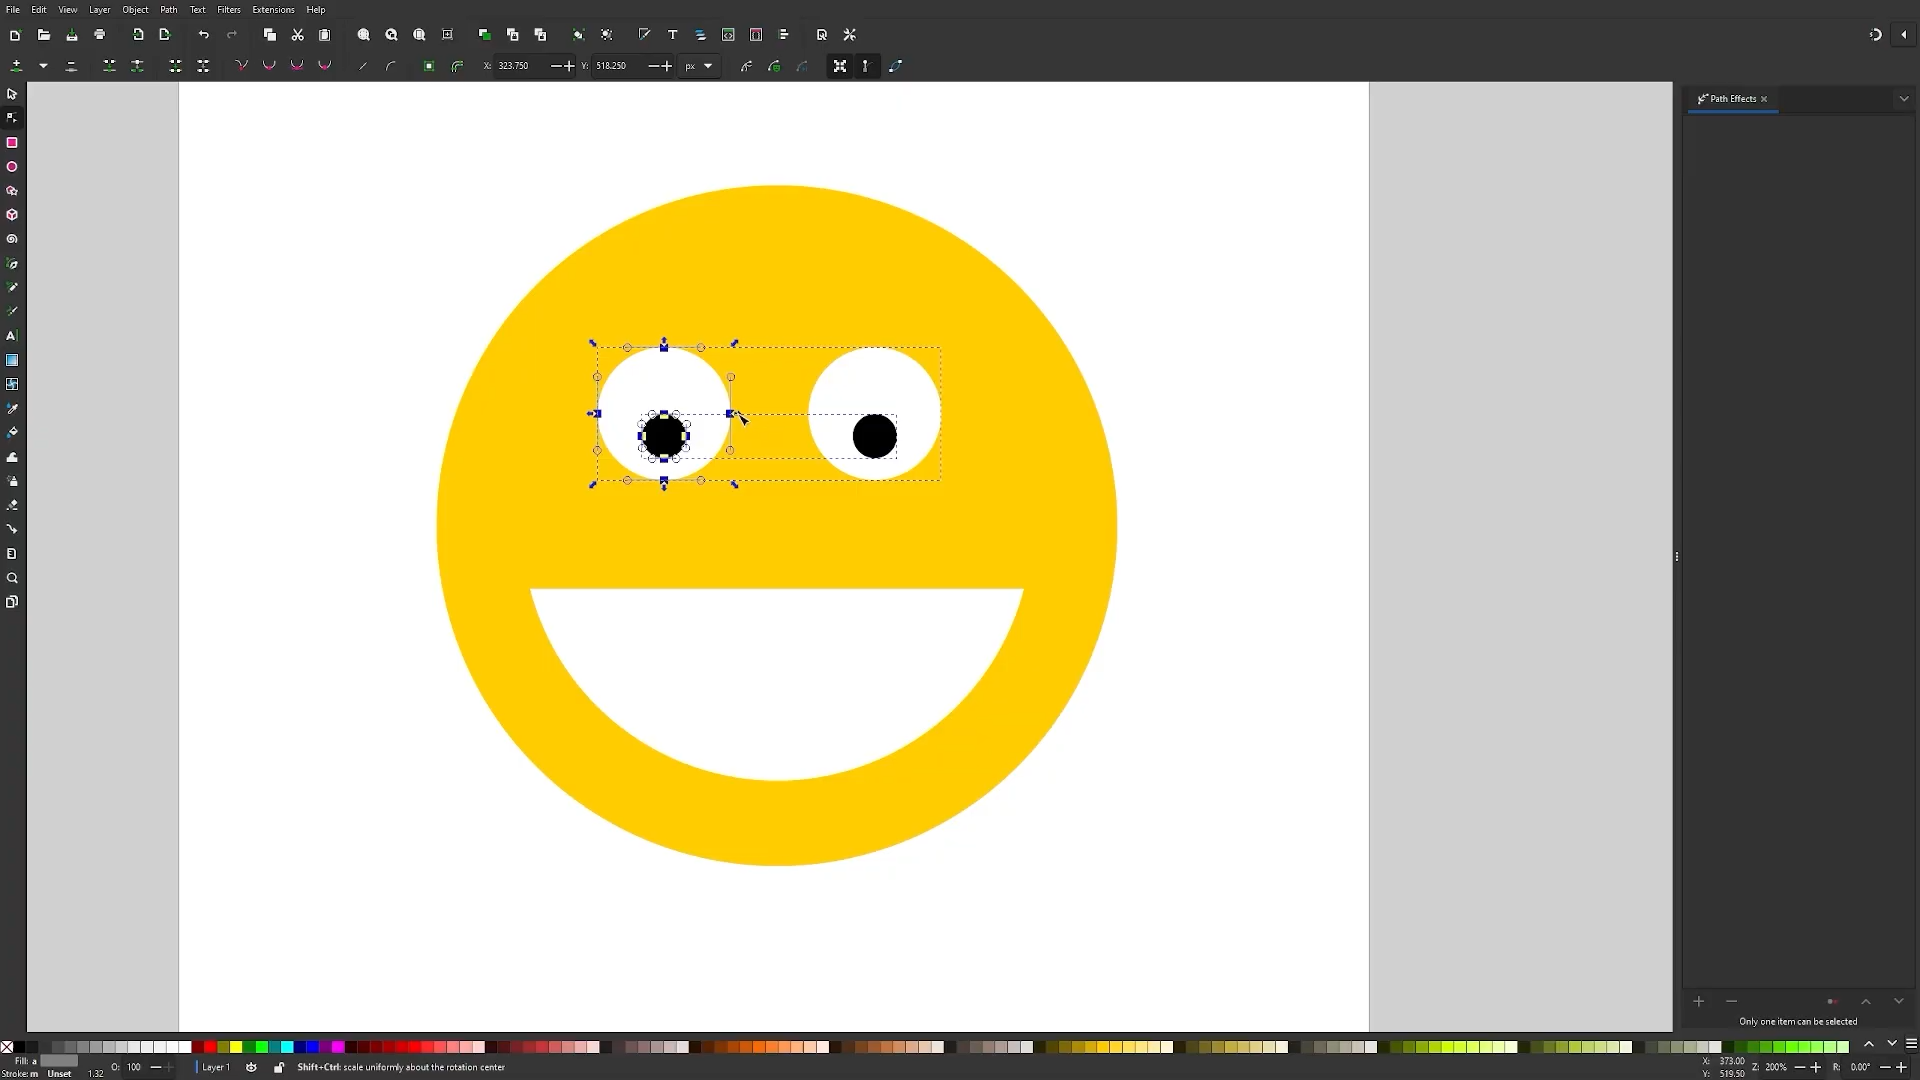 File Edit View Layer Object Path Text Filters Extensions Help
X: 323.750 Y: 518.250 px
Path Effects
Only one item can be selected
Fill: a
Stroke: m Unset 1.32 O: 100 Layer 1 Shift+Ctrl: scale uniformly about the rotation center
X: 373.00
Y: 519.50 Z: 200% R: 0.00°